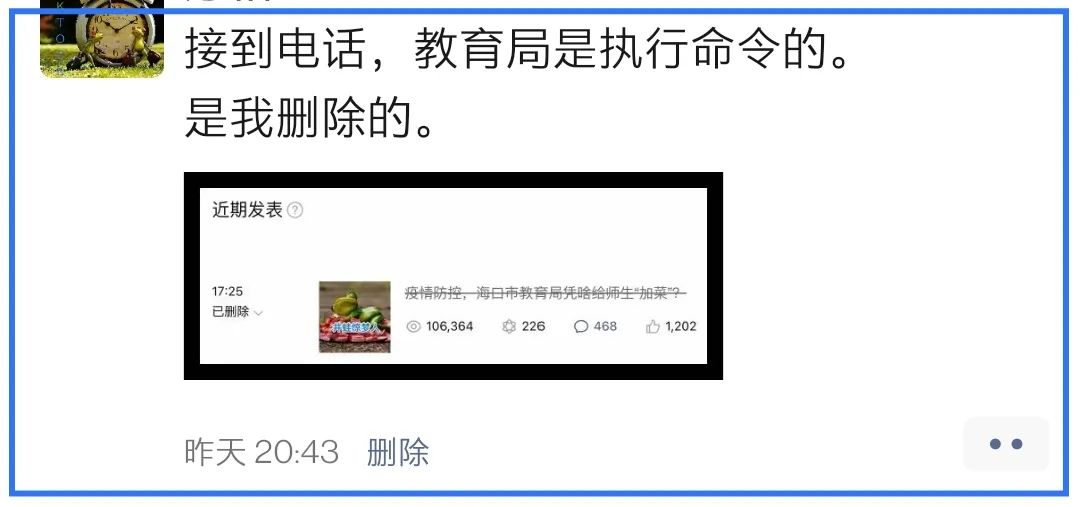 K
T
O
接到电话，教育局是执行命令的。
是我删除的。
近期发表
17:25
已删除
疫情防控，海口市教育局凭啥给师生“加菜”？
106,364
226
468
1,202
昨天 20:43 删除